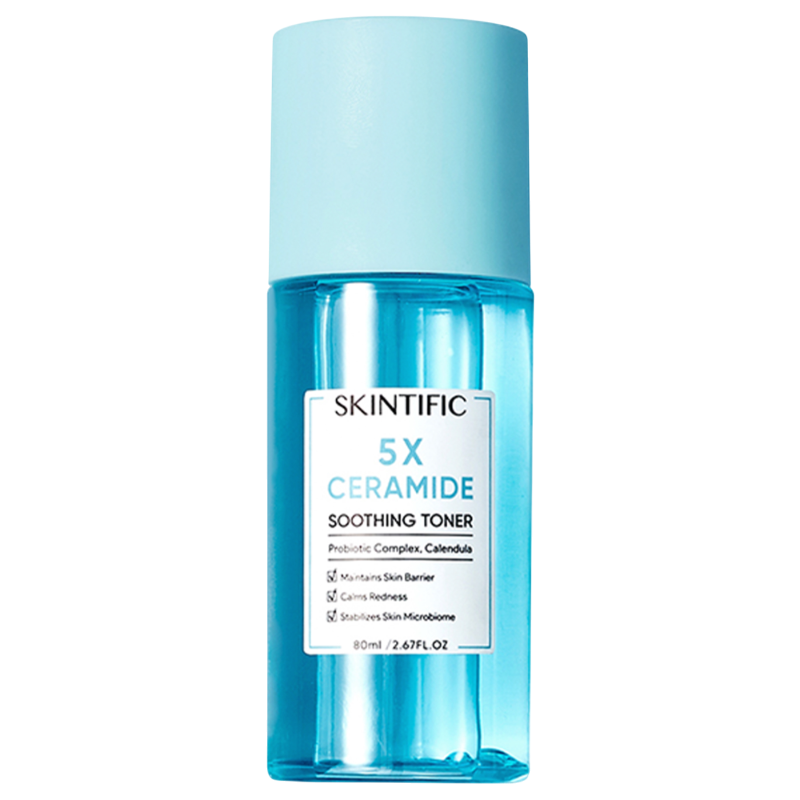 SKINTIFIC
5X
CERAMIDE
SOOTHING TONER
Probiotic Complex, Calendula
Maintains Skin Barrier
Calms Redness
Stabilizes Skin Microbiome
80ml /2.67FL.OZ